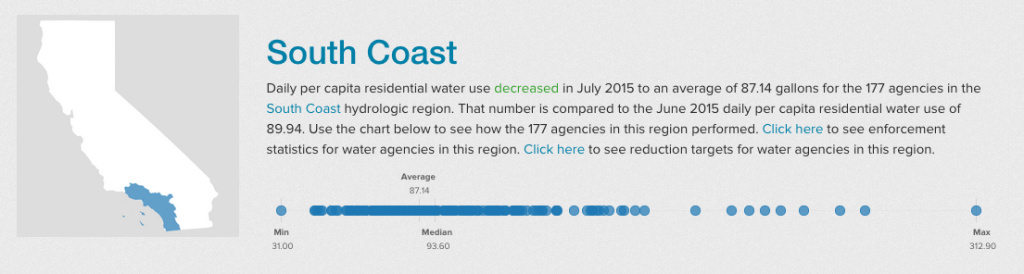 South Coast
Daily per capita residential water use decreased in July 2015 to an average of 87.14 gallons for the 177 agencies in the
South Coast hydrologic region. That number is compared to the June 2015 daily per capita residential water use of
89.94. Use the chart below to see how the 177 agencies in this region performed. Click here to see enforcement
statistics for water agencies in this region. Click here to see reduction targets for water agencies in this region.
Average
87.14
Min Median Max
31.00 93.60 312.90